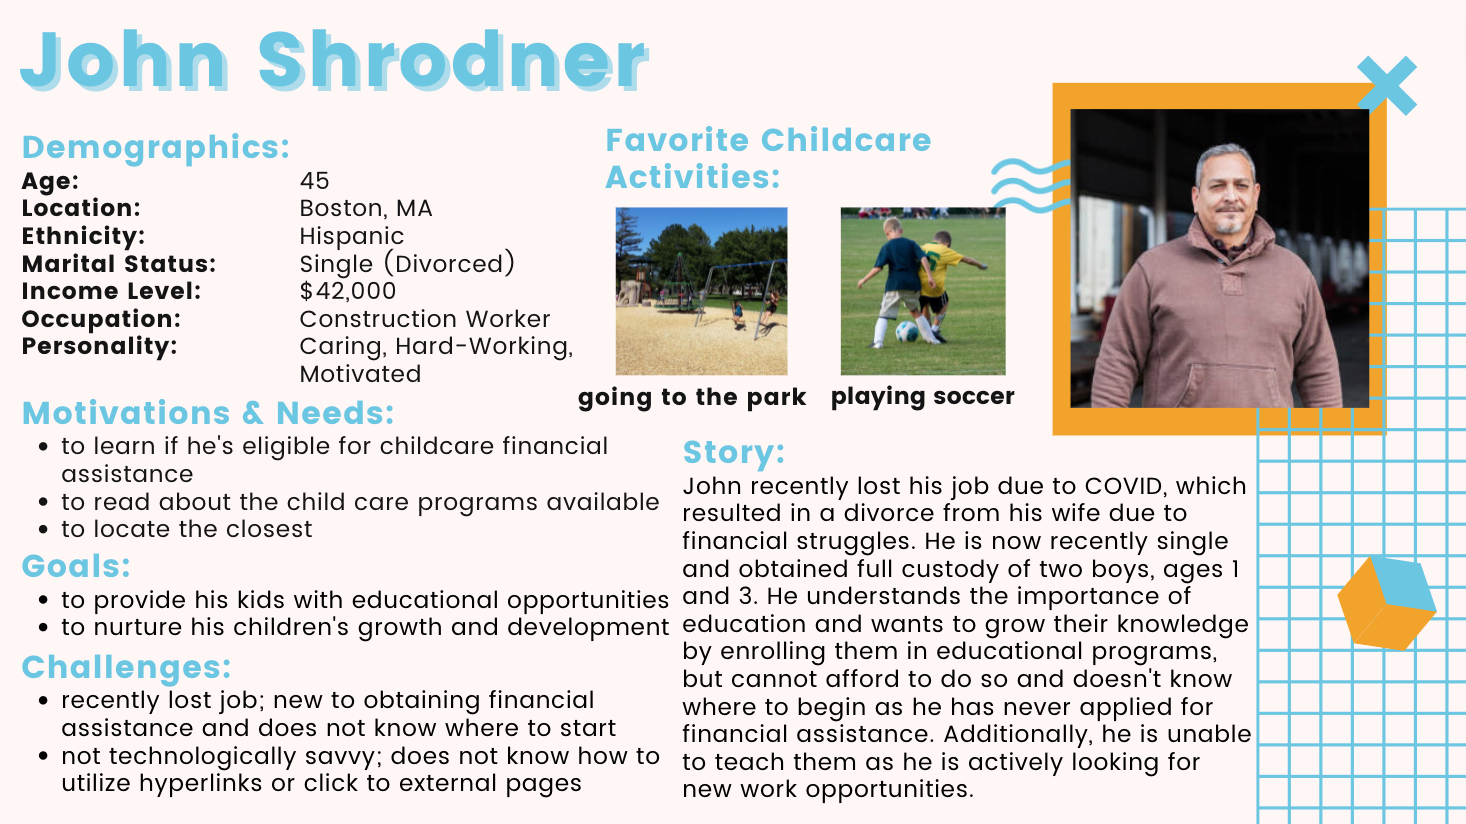 John Shrodner
Demographics:
Age: 45
Location: Boston, MA
Ethnicity: Hispanic
Marital Status: Single (Divorced)
Income Level: $42,000
Occupation: Construction Worker
Personality: Caring, Hard-Working,
Motivated
Motivations & Needs:
• to learn if he's eligible for childcare financial
assistance
• to read about the child care programs available
• to locate the closest
Goals:
• to provide his kids with educational opportunities
• to nurture his children's growth and development
Challenges:
• recently lost job; new to obtaining financial
assistance and does not know where to start
• not technologically savvy; does not know how to
utilize hyperlinks or click to external pages
Favorite Childcare
Activities:
going to the park
playing soccer
Story:
John recently lost his job due to COVID, which
resulted in a divorce from his wife due to
financial struggles. He is now recently single
and obtained full custody of two boys, ages 1
and 3. He understands the importance of
education and wants to grow their knowledge
by enrolling them in educational programs,
but cannot afford to do so and doesn't know
where to begin as he has never applied for
financial assistance. Additionally, he is unable
to teach them as he is actively looking for
new work opportunities.